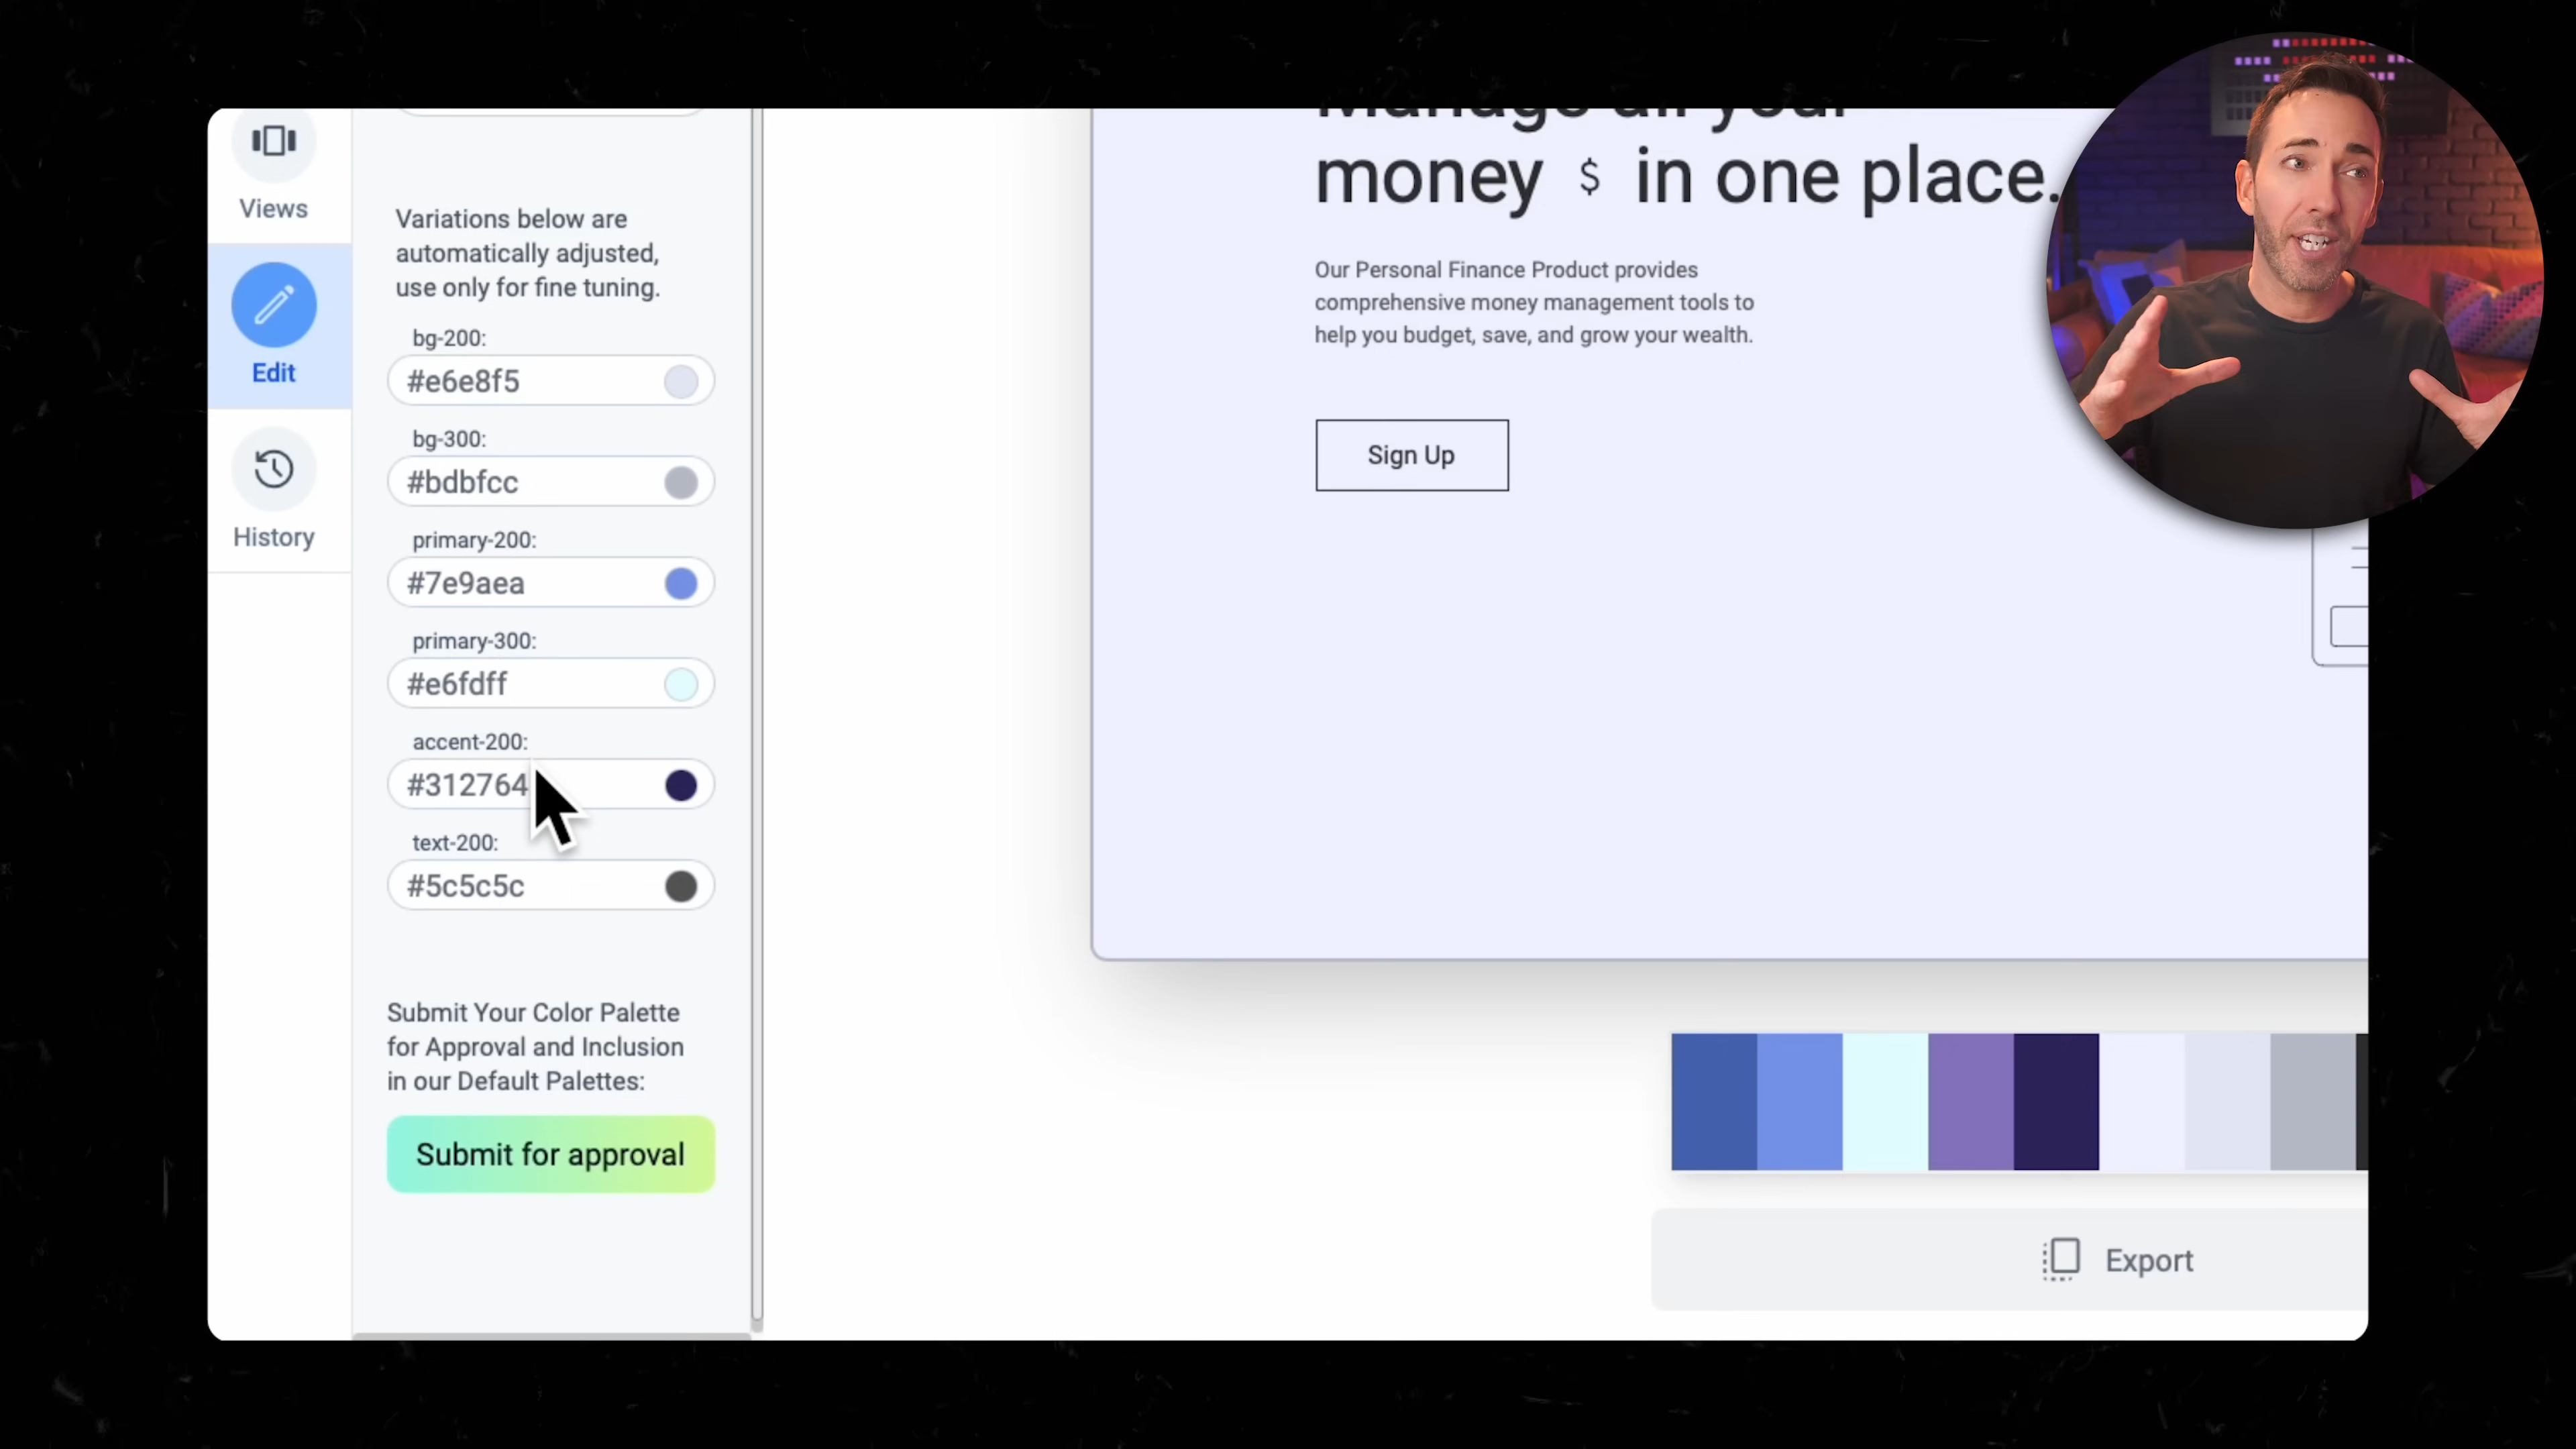 Views
Edit
History
Variations below are
automatically adjusted,
use only for fine tuning.
bg-200:
#e6e8f5
bg-300:
#bdbfcc
primary-200:
#7e9aea
primary-300:
#e6fdff
accent-200:
#312764
text-200:
#5c5c5c
Submit Your Color Palette
for Approval and Inclusion
in our Default Palettes:
Submit for approval
Manage all your
money $ in one place.
Our Personal Finance Product provides
comprehensive money management tools to
help you budget, save, and grow your wealth.
Sign Up
Export